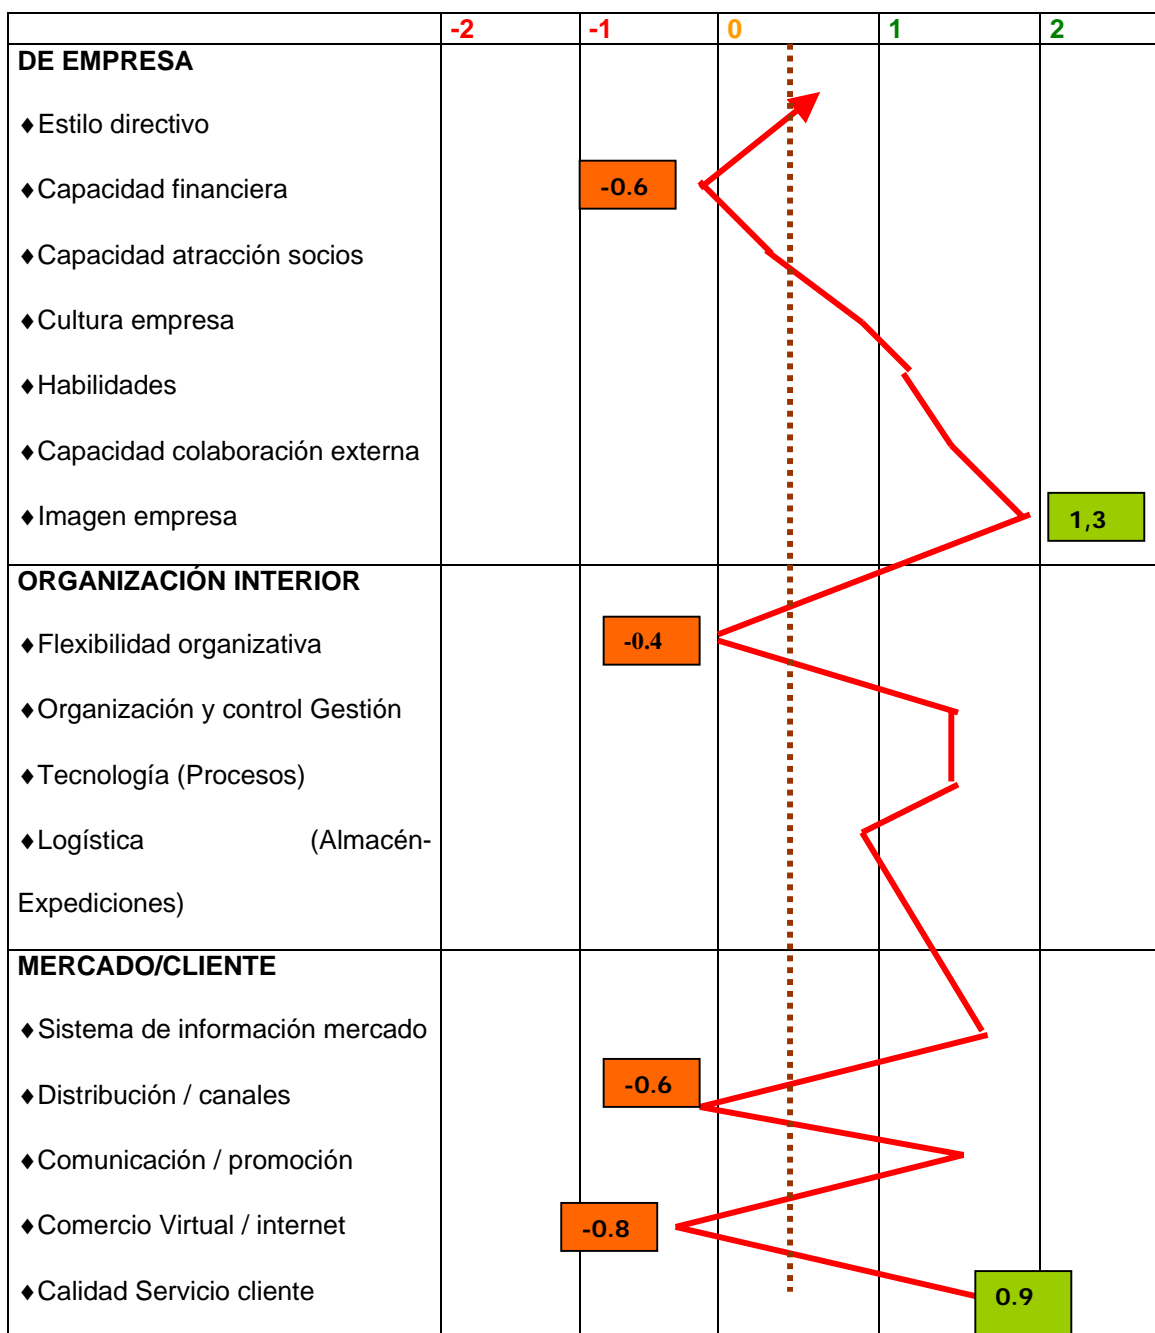 -2 -1 0 1 2
DE EMPRESA
♦Estilo directivo
♦Capacidad financiera -0.6
♦Capacidad atracción socios
♦Cultura empresa
♦Habilidades
♦Capacidad colaboración externa
♦Imagen empresa 1,3
ORGANIZACIÓN INTERIOR
♦Flexibilidad organizativa -0.4
♦Organización y control Gestión
♦Tecnología (Procesos)
♦Logística (Almacén-
Expediciones)
MERCADO/CLIENTE
♦Sistema de información mercado
♦Distribución / canales -0.6
♦Comunicación / promoción
♦Comercio Virtual / internet -0.8
♦Calidad Servicio cliente 0.9